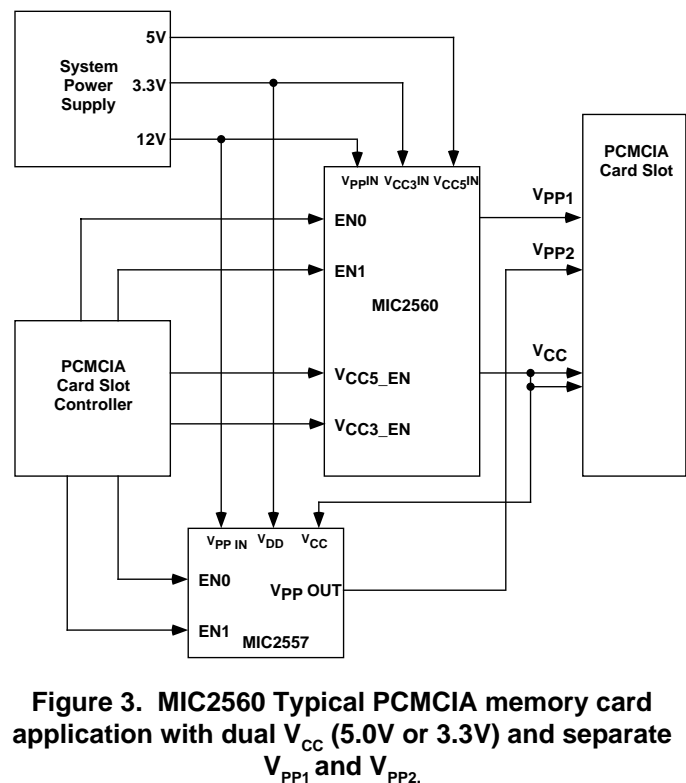 5V
System
Power
Supply
3.3V
12V
PCMCIA
Card Slot
VPPIN VCC3IN VCC5IN
EN0
EN1
MIC2560
VCC5_EN
VCC3_EN
VPP1
VPP2
VCC
PCMCIA
Card Slot
Controller
VPP IN VDD VCC
EN0
VPP OUT
EN1
MIC2557
Figure 3. MIC2560 Typical PCMCIA memory card
application with dual VCC (5.0V or 3.3V) and separate
VPP1 and VPP2.